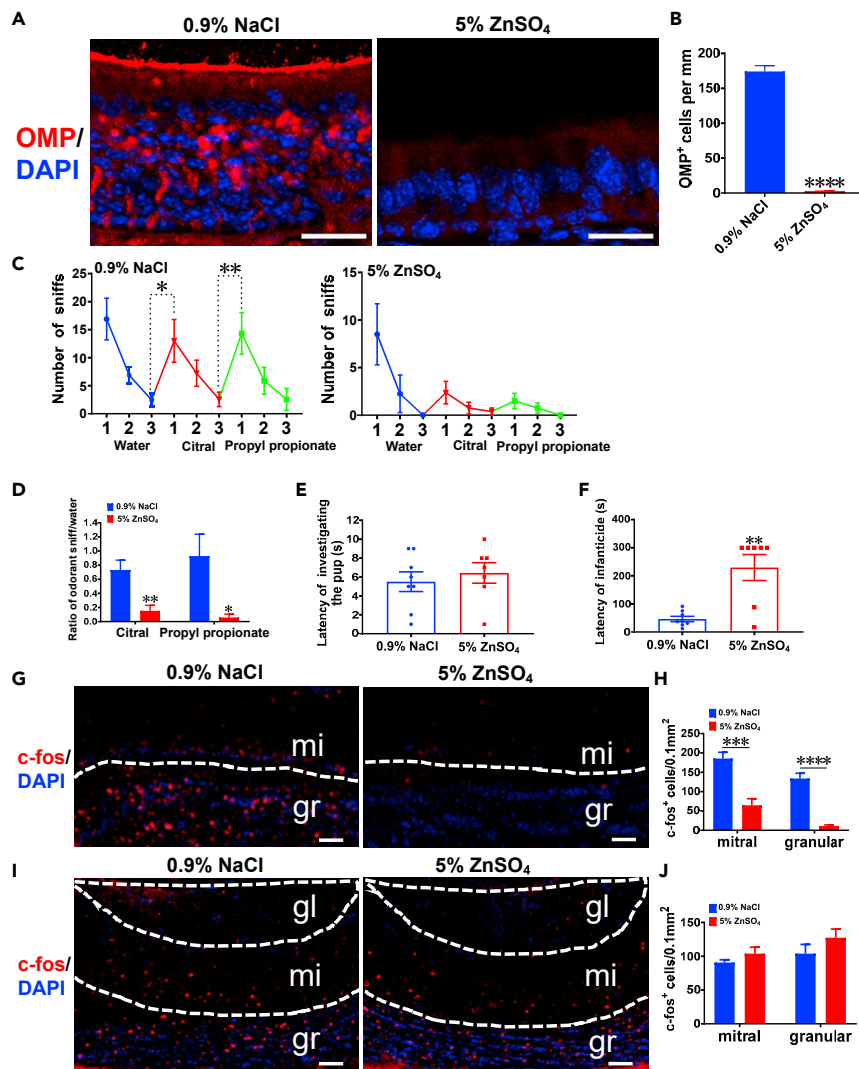 A
0.9% NaCl
5% ZnSO₄
OMP/
DAPI
B
OMP⁺ cells per mm
200
150
100
50
0
****
0.9% NaCl
5% ZnSO₄
C
0.9% NaCl
Number of sniffs
25
20
15
10
5
0
*
**
1 2 3 1 2 3 1 2 3
Water Citral Propyl propionate
5% ZnSO₄
Number of sniffs
10
5
0
1 2 3 1 2 3 1 2 3
Water Citral Propyl propionate
D
0.9% NaCl
5% ZnSO₄
Ratio of odorant sniff/water
1.4
1.2
1.0
0.8
0.6
0.4
0.2
0.0
**
*
Citral Propyl propionate
E
Latency of investigating
the pup (s)
12
10
8
6
4
2
0
0.9% NaCl 5% ZnSO₄
F
Latency of infanticide (s)
400
300
200
100
0
**
0.9% NaCl 5% ZnSO₄
G
0.9% NaCl
5% ZnSO₄
c-fos/
DAPI
mi
gr
mi
gr
H
0.9% NaCl
5% ZnSO₄
c-fos⁺ cells/0.1mm²
250
200
150
100
50
0
***
****
mitral granular
I
0.9% NaCl
5% ZnSO₄
c-fos/
DAPI
gl
mi
gr
gl
mi
gr
J
0.9% NaCl
5% ZnSO₄
c-fos⁺ cells/0.1mm²
200
150
100
50
0
mitral granular